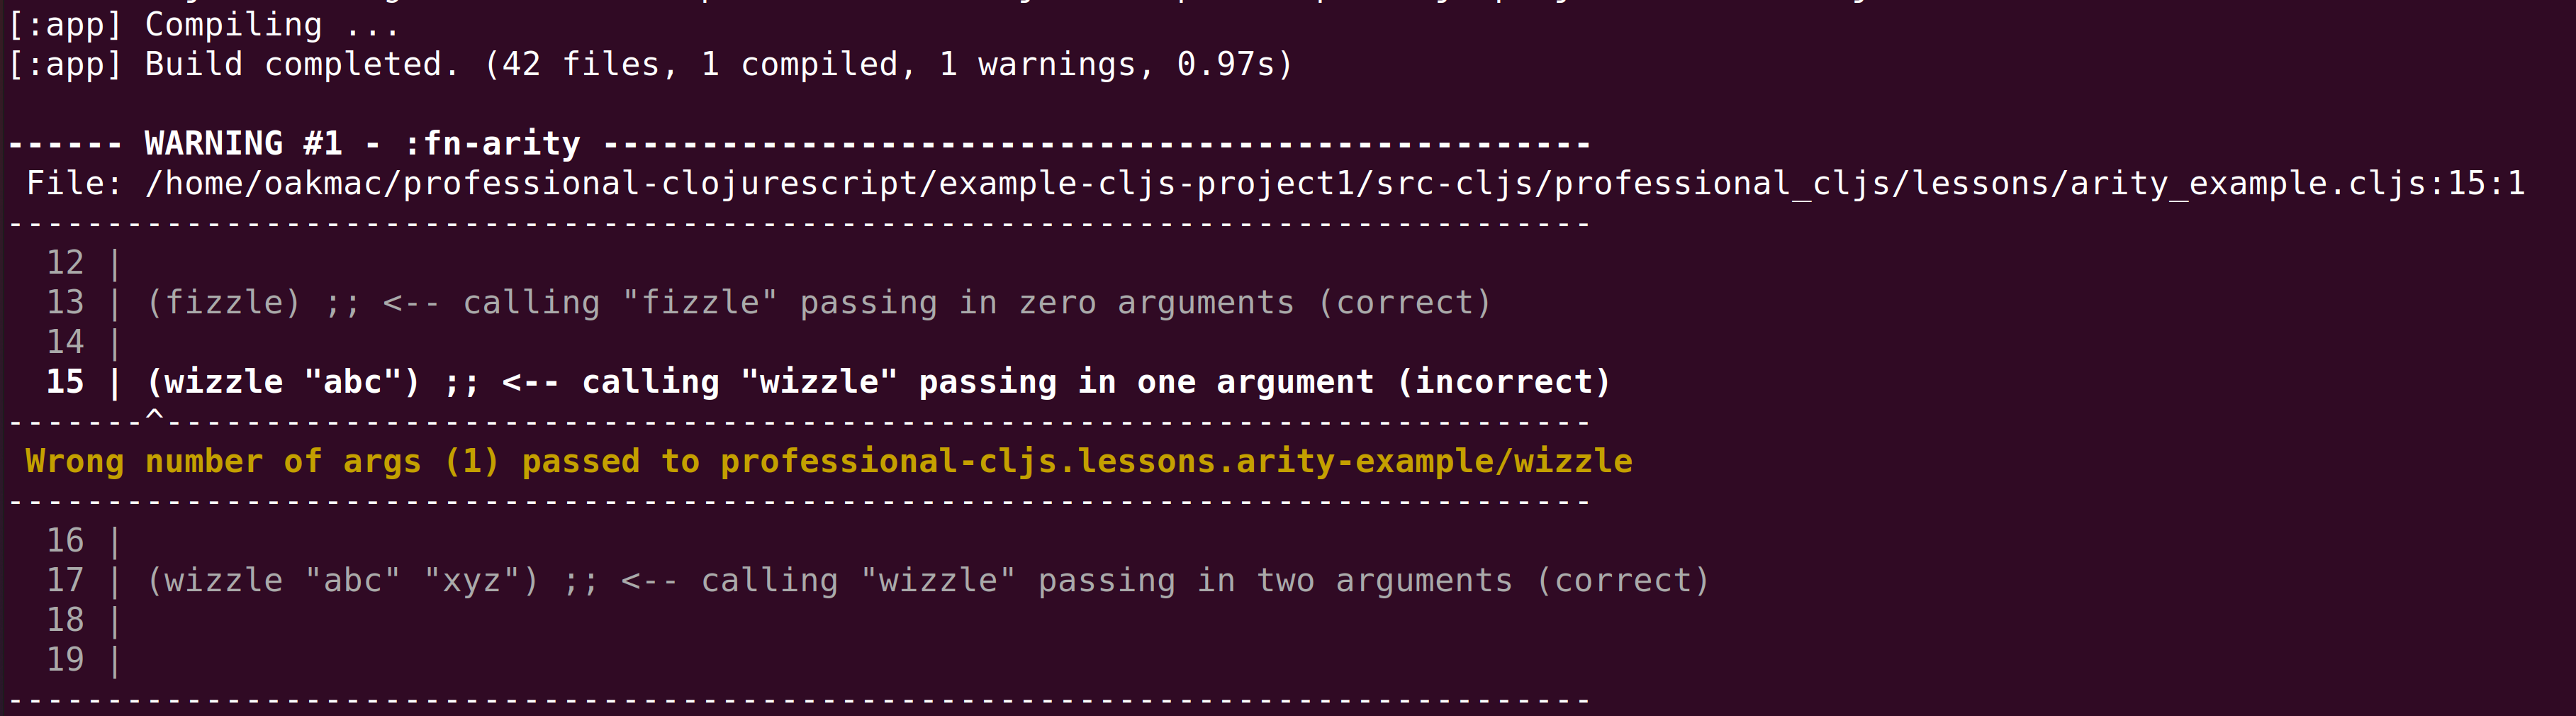 [:app] Compiling ...
[:app] Build completed. (42 files, 1 compiled, 1 warnings, 0.97s)
------ WARNING #1 - :fn-arity --------------------------------------------------
 File: /home/oakmac/professional-clojurescript/example-cljs-project1/src-cljs/professional_cljs/lessons/arity_example.cljs:15:1
--------------------------------------------------------------------------------
  12 |
  13 | (fizzle) ;; <-- calling "fizzle" passing in zero arguments (correct)
  14 |
  15 | (wizzle "abc") ;; <-- calling "wizzle" passing in one argument (incorrect)
-------^------------------------------------------------------------------------
 Wrong number of args (1) passed to professional-cljs.lessons.arity-example/wizzle
--------------------------------------------------------------------------------
  16 |
  17 | (wizzle "abc" "xyz") ;; <-- calling "wizzle" passing in two arguments (correct)
  18 |
  19 |
--------------------------------------------------------------------------------